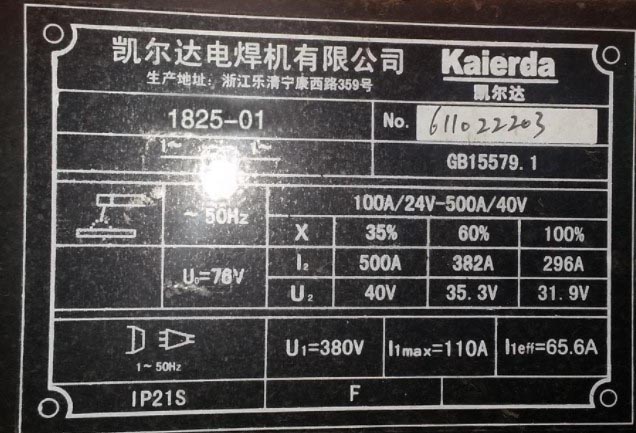 凯尔达电焊机有限公司
Kaierda
生产地址：浙江乐清宁康西路359号
凯尔达
1825-01
No. 611022203
1~ 1~
GB15579.1
~50Hz
100A/24V-500A/40V
X 35% 60% 100%
U₀=76V
I₂ 500A 382A 296A
U₂ 40V 35.3V 31.9V
1~50Hz
U₁=380V
I₁max=110A
I₁eff=65.6A
IP21S
F